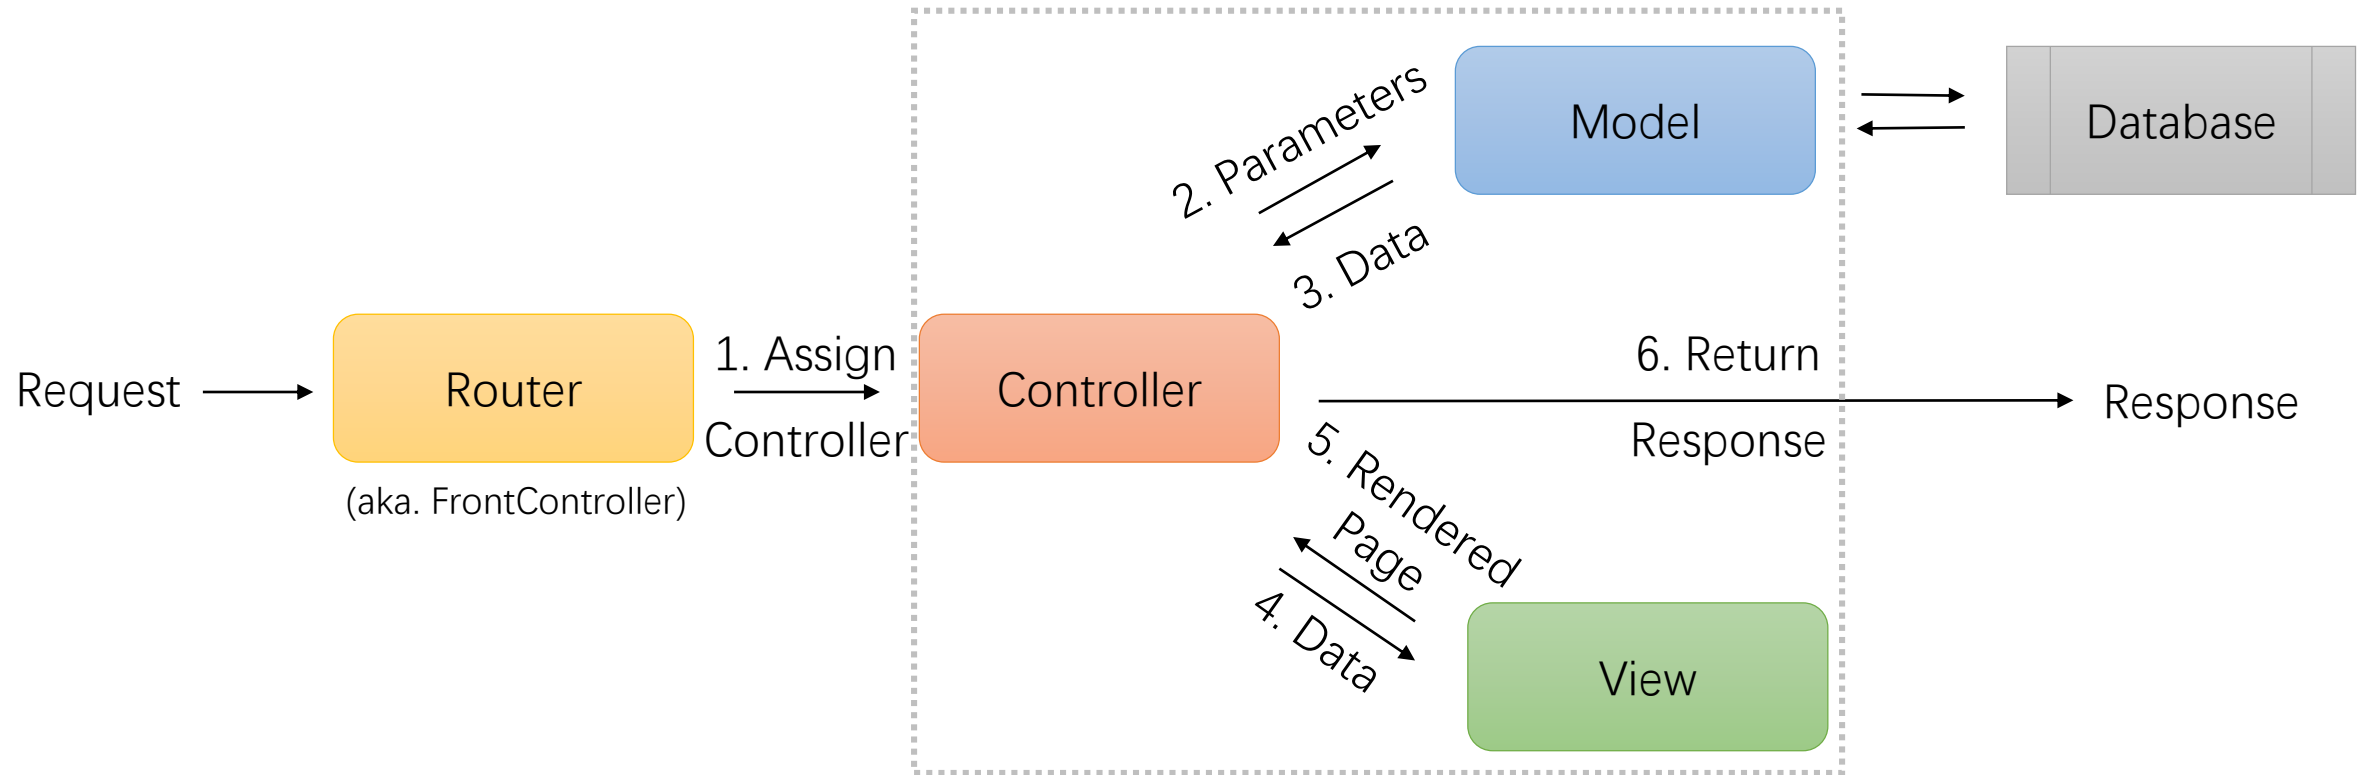 Request
Router
(aka. FrontController)
1. Assign
Controller
Controller
2. Parameters
3. Data
Model
Database
6. Return
Response
Response
5. Rendered
Page
4. Data
View